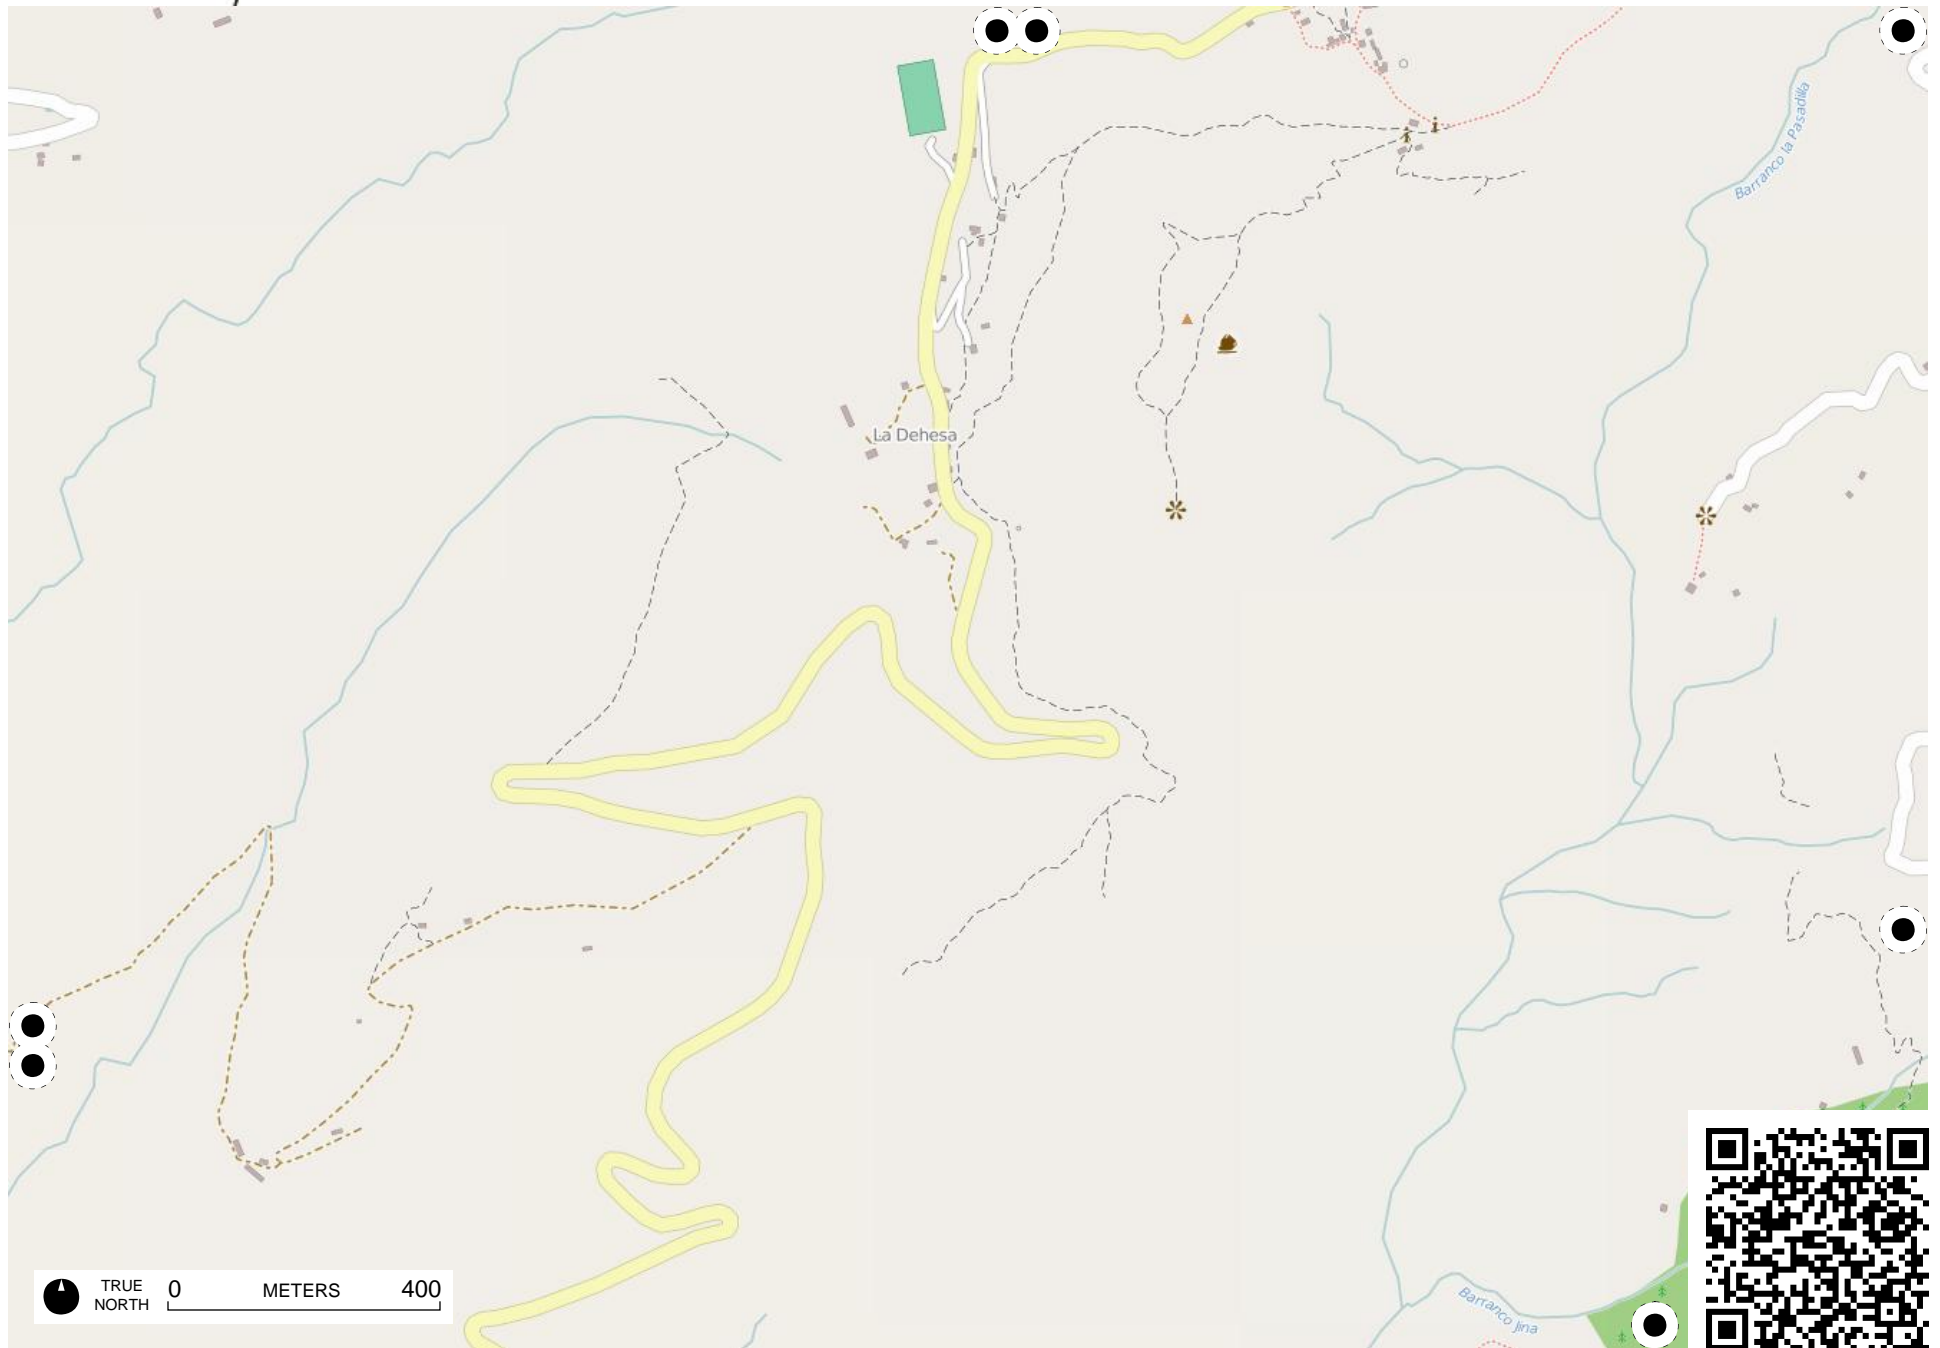 Barranco la Pasadilla
La Dehesa
TRUE
NORTH
0 METERS 400
Barranco Jina